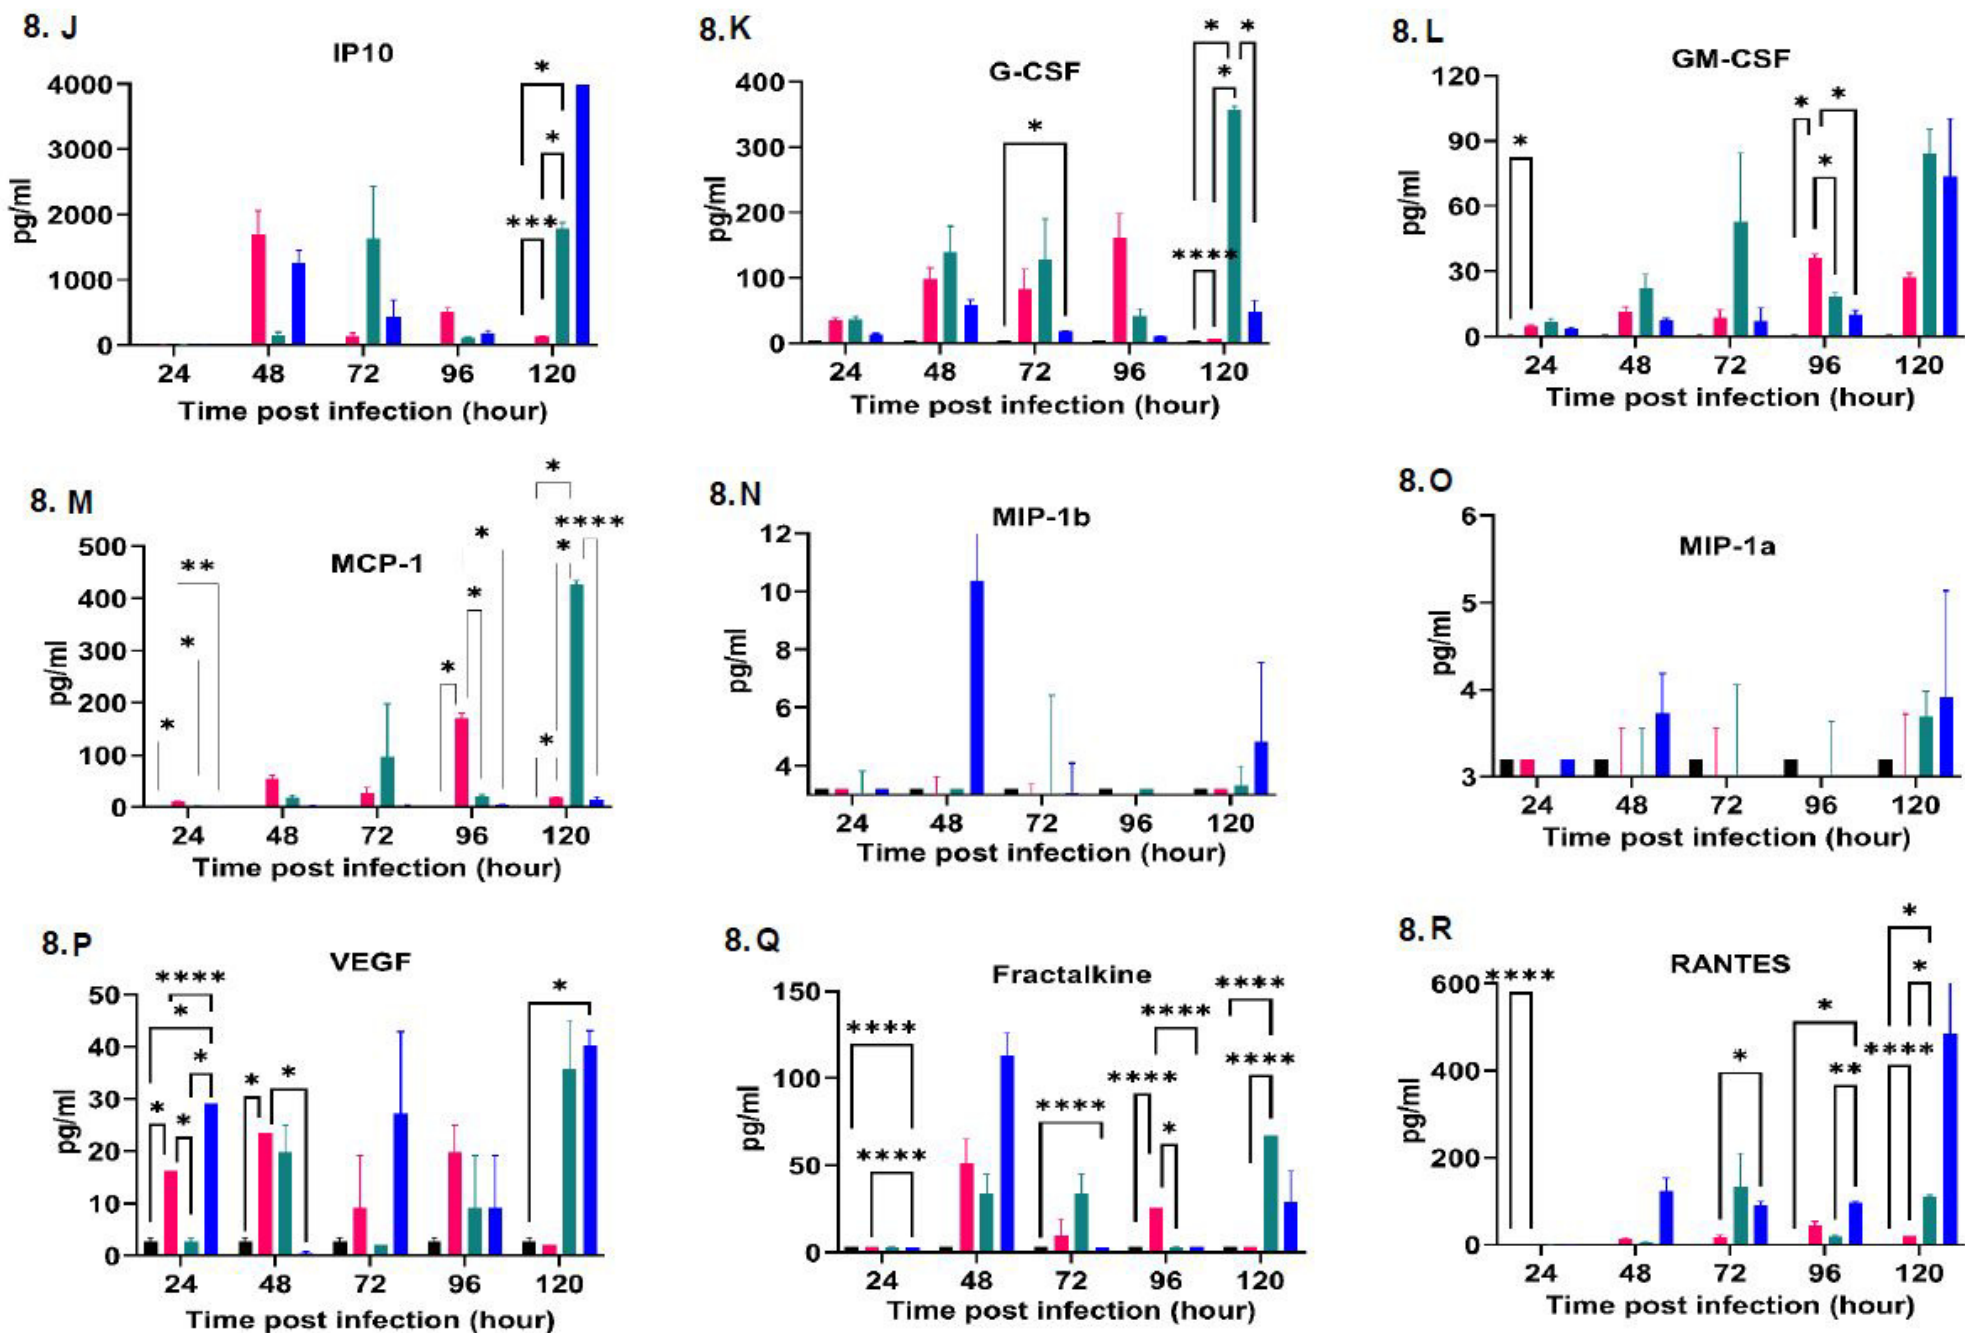 8. J
IP10
4000
3000
2000
1000
0
pg/ml
*
*
***
24 48 72 96 120
Time post infection (hour)
8.K
G-CSF
400
300
200
100
0
pg/ml
*
* *
*
****
24 48 72 96 120
Time post infection (hour)
8.L
GM-CSF
120
90
60
30
0
pg/ml
*
* *
*
24 48 72 96 120
Time post infection (hour)
8. M
MCP-1
500
400
300
200
100
0
pg/ml
**
*
*
*
*
*
*
****
*
*
24 48 72 96 120
Time post infection (hour)
8.N
MIP-1b
12
10
8
6
4
pg/ml
24 48 72 96 120
Time post infection (hour)
8.O
MIP-1a
6
5
4
3
pg/ml
24 48 72 96 120
Time post infection (hour)
8.P
VEGF
50
40
30
20
10
0
pg/ml
****
*
*
*
*
* *
*
24 48 72 96 120
Time post infection (hour)
8.Q
Fractalkine
150
100
50
0
pg/ml
****
****
****
****
****
*
****
****
24 48 72 96 120
Time post infection (hour)
8.R
RANTES
600
400
200
0
pg/ml
****
*
*
**
*
*
****
24 48 72 96 120
Time post infection (hour)